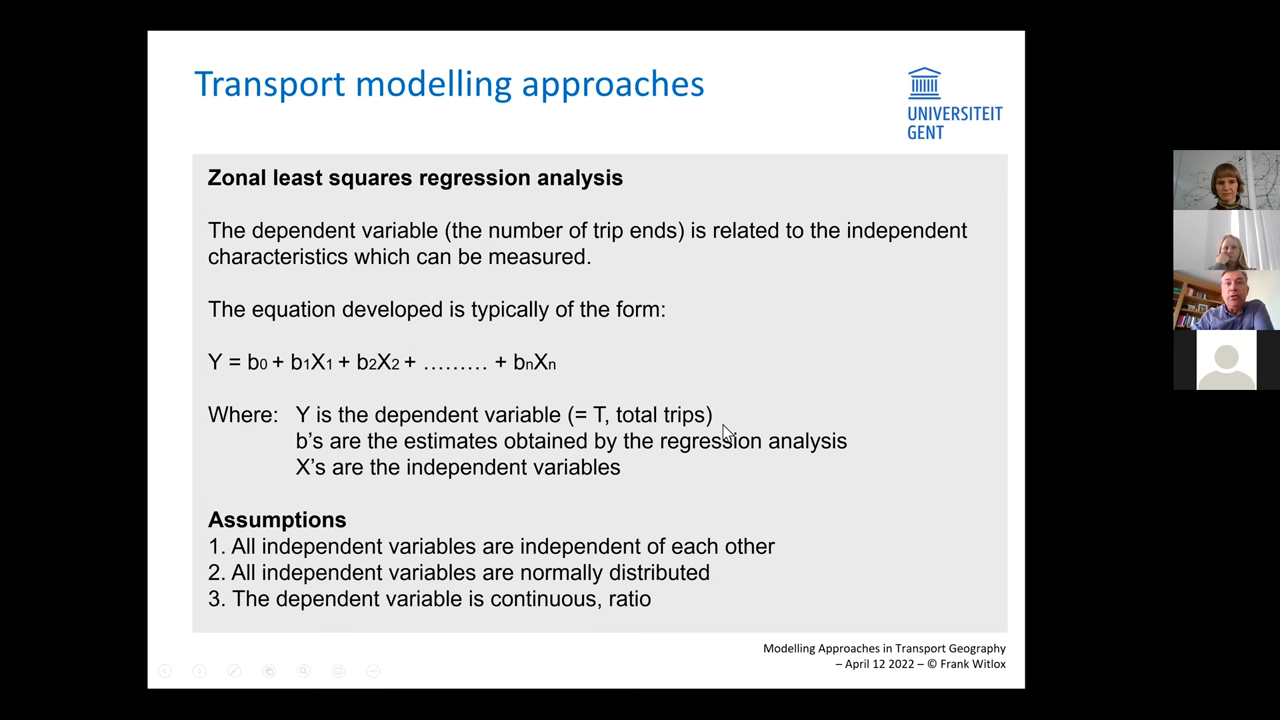 Transport modelling approaches
UNIVERSITEIT
GENT
Zonal least squares regression analysis
The dependent variable (the number of trip ends) is related to the independent
characteristics which can be measured.
The equation developed is typically of the form:
Y = b0 + b1X1 + b2X2 + ……… + bnXn
Where: Y is the dependent variable (= T, total trips)
b’s are the estimates obtained by the regression analysis
X’s are the independent variables
Assumptions
1. All independent variables are independent of each other
2. All independent variables are normally distributed
3. The dependent variable is continuous, ratio
Modelling Approaches in Transport Geography
– April 12 2022 – © Frank Witlox